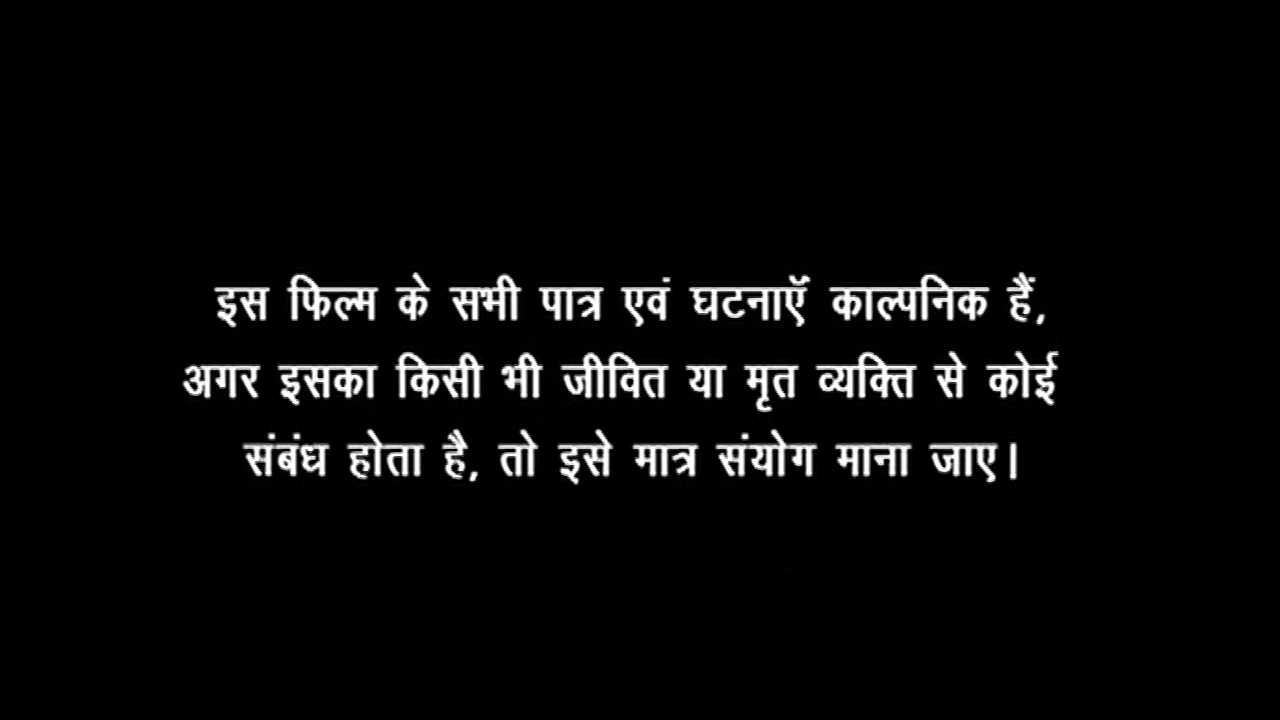 इस फिल्म के सभी पात्र एवं घटनाऍ काल्पनिक हैं,
अगर इसका किसी भी जीवित या मृत व्यक्ति से कोई
संबंध होता है, तो इसे मात्र संयोग माना जाए।